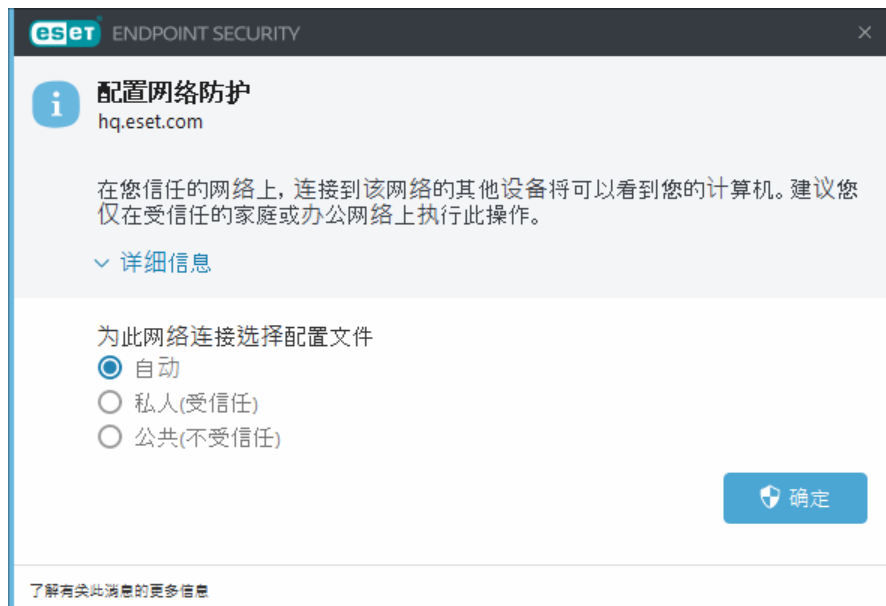 eset ENDPOINT SECURITY
配置网络防护
hq.eset.com
在您信任的网络上，连接到该网络的其他设备将可以看到您的计算机。建议您
仅在受信任的家庭或办公网络上执行此操作。
详细信息
为此网络连接选择配置文件
自动
私人(受信任)
公共(不受信任)
确定
了解有关此消息的更多信息